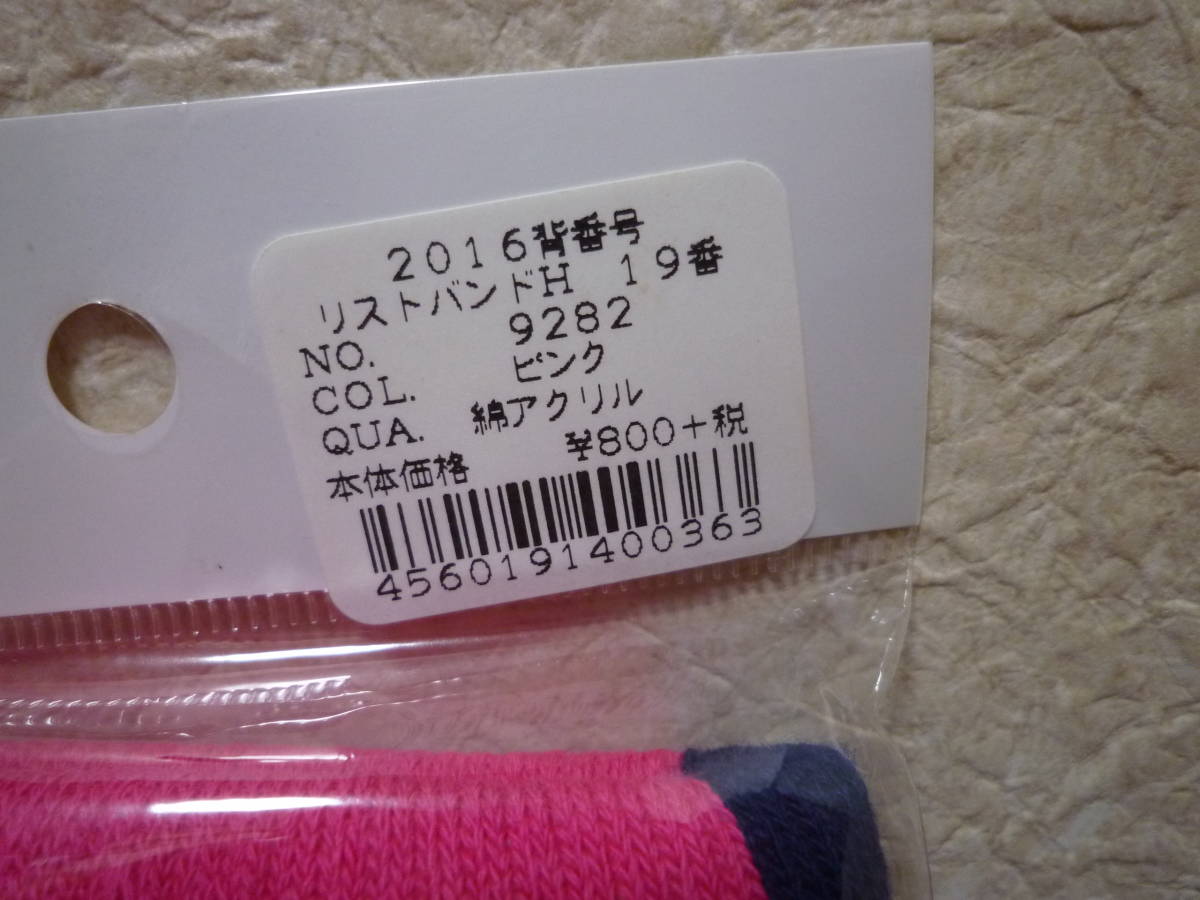 2016背番号
リストバンドH 19番
NO. 9282
COL. ピンク
QUA. 綿アクリル
本体価格 ¥800+税
4560191400363